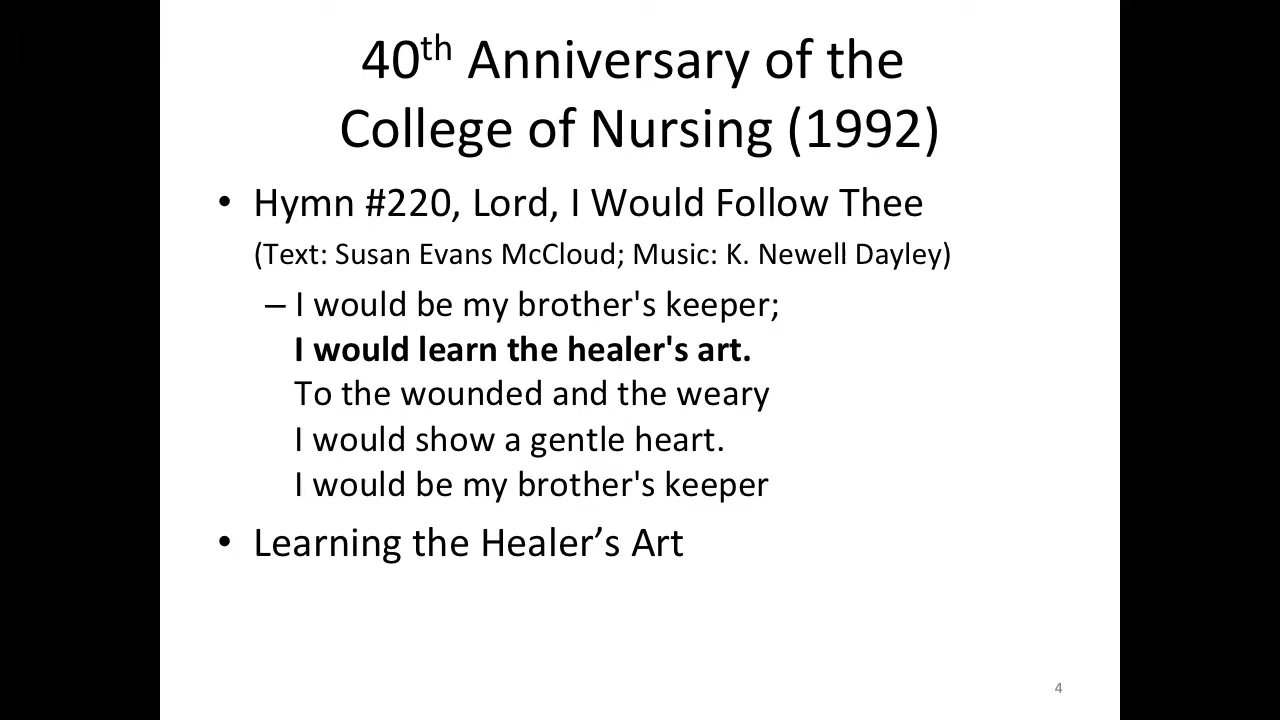 40th Anniversary of the
College of Nursing (1992)
• Hymn #220, Lord, I Would Follow Thee
(Text: Susan Evans McCloud; Music: K. Newell Dayley)
– I would be my brother's keeper;
I would learn the healer's art.
To the wounded and the weary
I would show a gentle heart.
I would be my brother's keeper
• Learning the Healer’s Art
4